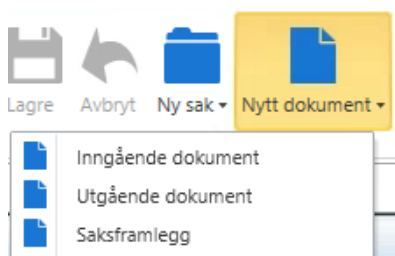 Lagre Avbryt Ny sak Nytt dokument
Inngående dokument
Utgående dokument
Saksframlegg